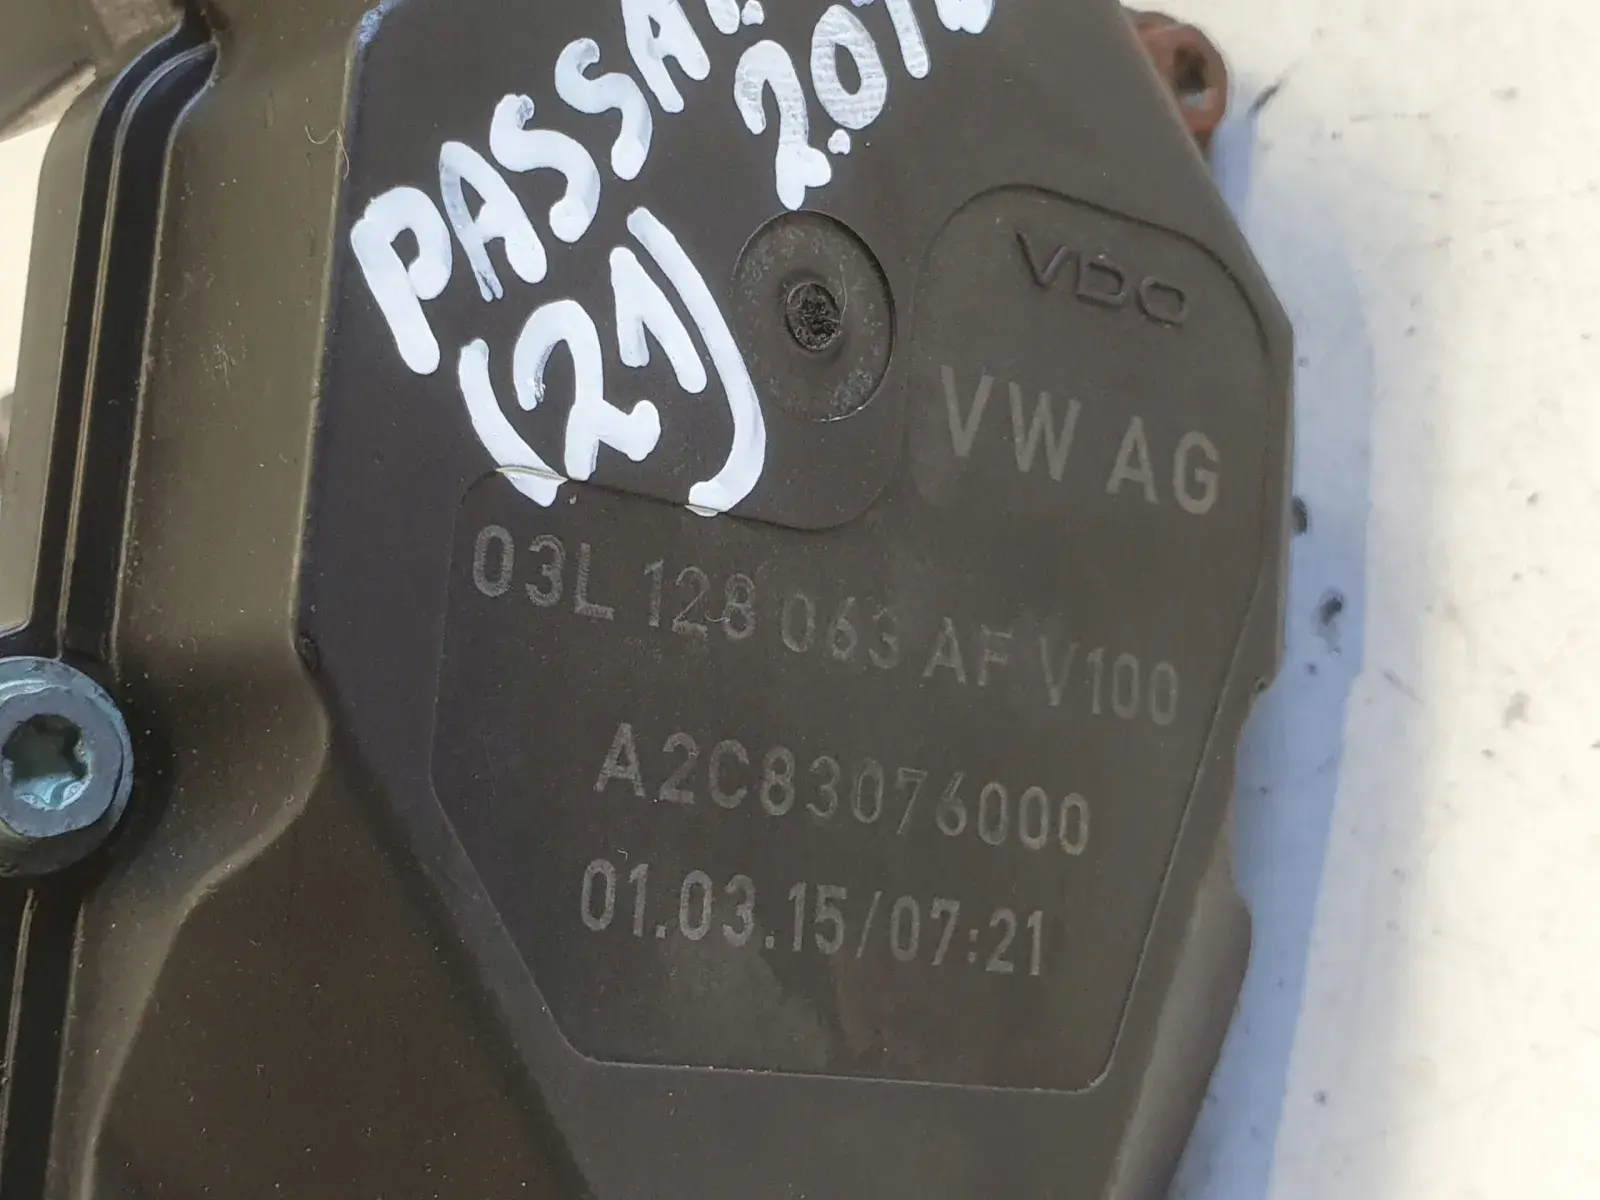 PASSA
2.0
(21)
VDO
VW AG
03L 128 063 AF V100
A2C83076000
01.03.15/07:21